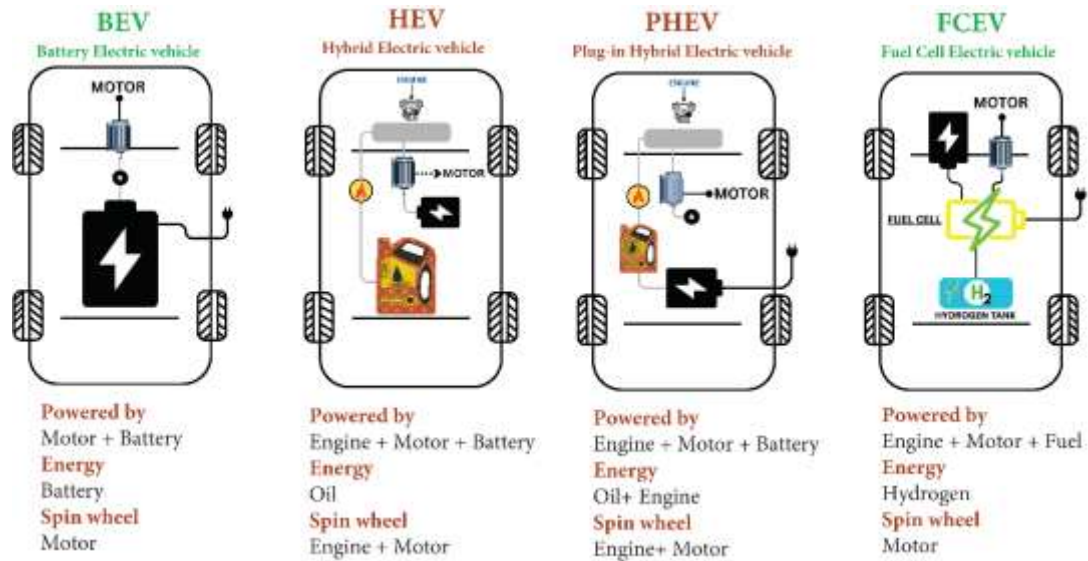 BEV
Battery Electric vehicle
MOTOR
Powered by
Motor + Battery
Energy
Battery
Spin wheel
Motor
HEV
Hybrid Electric vehicle
ENGINE
MOTOR
Powered by
Engine + Motor + Battery
Energy
Oil
Spin wheel
Engine + Motor
PHEV
Plug-in Hybrid Electric vehicle
ENGINE
MOTOR
Powered by
Engine + Motor + Battery
Energy
Oil+ Engine
Spin wheel
Engine+ Motor
FCEV
Fuel Cell Electric vehicle
MOTOR
FUEL CELL
H2
HYDROGEN TANK
Powered by
Engine + Motor + Fuel
Energy
Hydrogen
Spin wheel
Motor